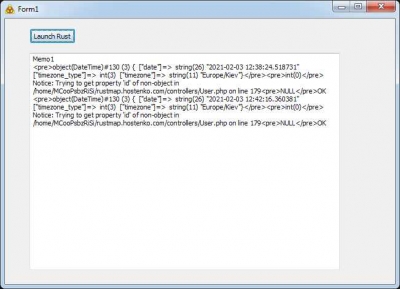 Form1
Launch Rust
Memo1
<pre>object(DateTime)#130 (3) { ["date"]=> string(26) "2021-02-03 12:38:24.518731"
["timezone_type"]=> int(3) ["timezone"]=> string(11) "Europe/Kiev"}</pre><pre>int(0)</pre>
Notice: Trying to get property 'id' of non-object in
/home/MCooPsbzRiSi/rustmap.hostenko.com/controllers/User.php on line 179<pre>NULL</pre>OK
<pre>object(DateTime)#130 (3) { ["date"]=> string(26) "2021-02-03 12:42:16.360381"
["timezone_type"]=> int(3) ["timezone"]=> string(11) "Europe/Kiev"}</pre><pre>int(0)</pre>
Notice: Trying to get property 'id' of non-object in
/home/MCooPsbzRiSi/rustmap.hostenko.com/controllers/User.php on line 179<pre>NULL</pre>OK